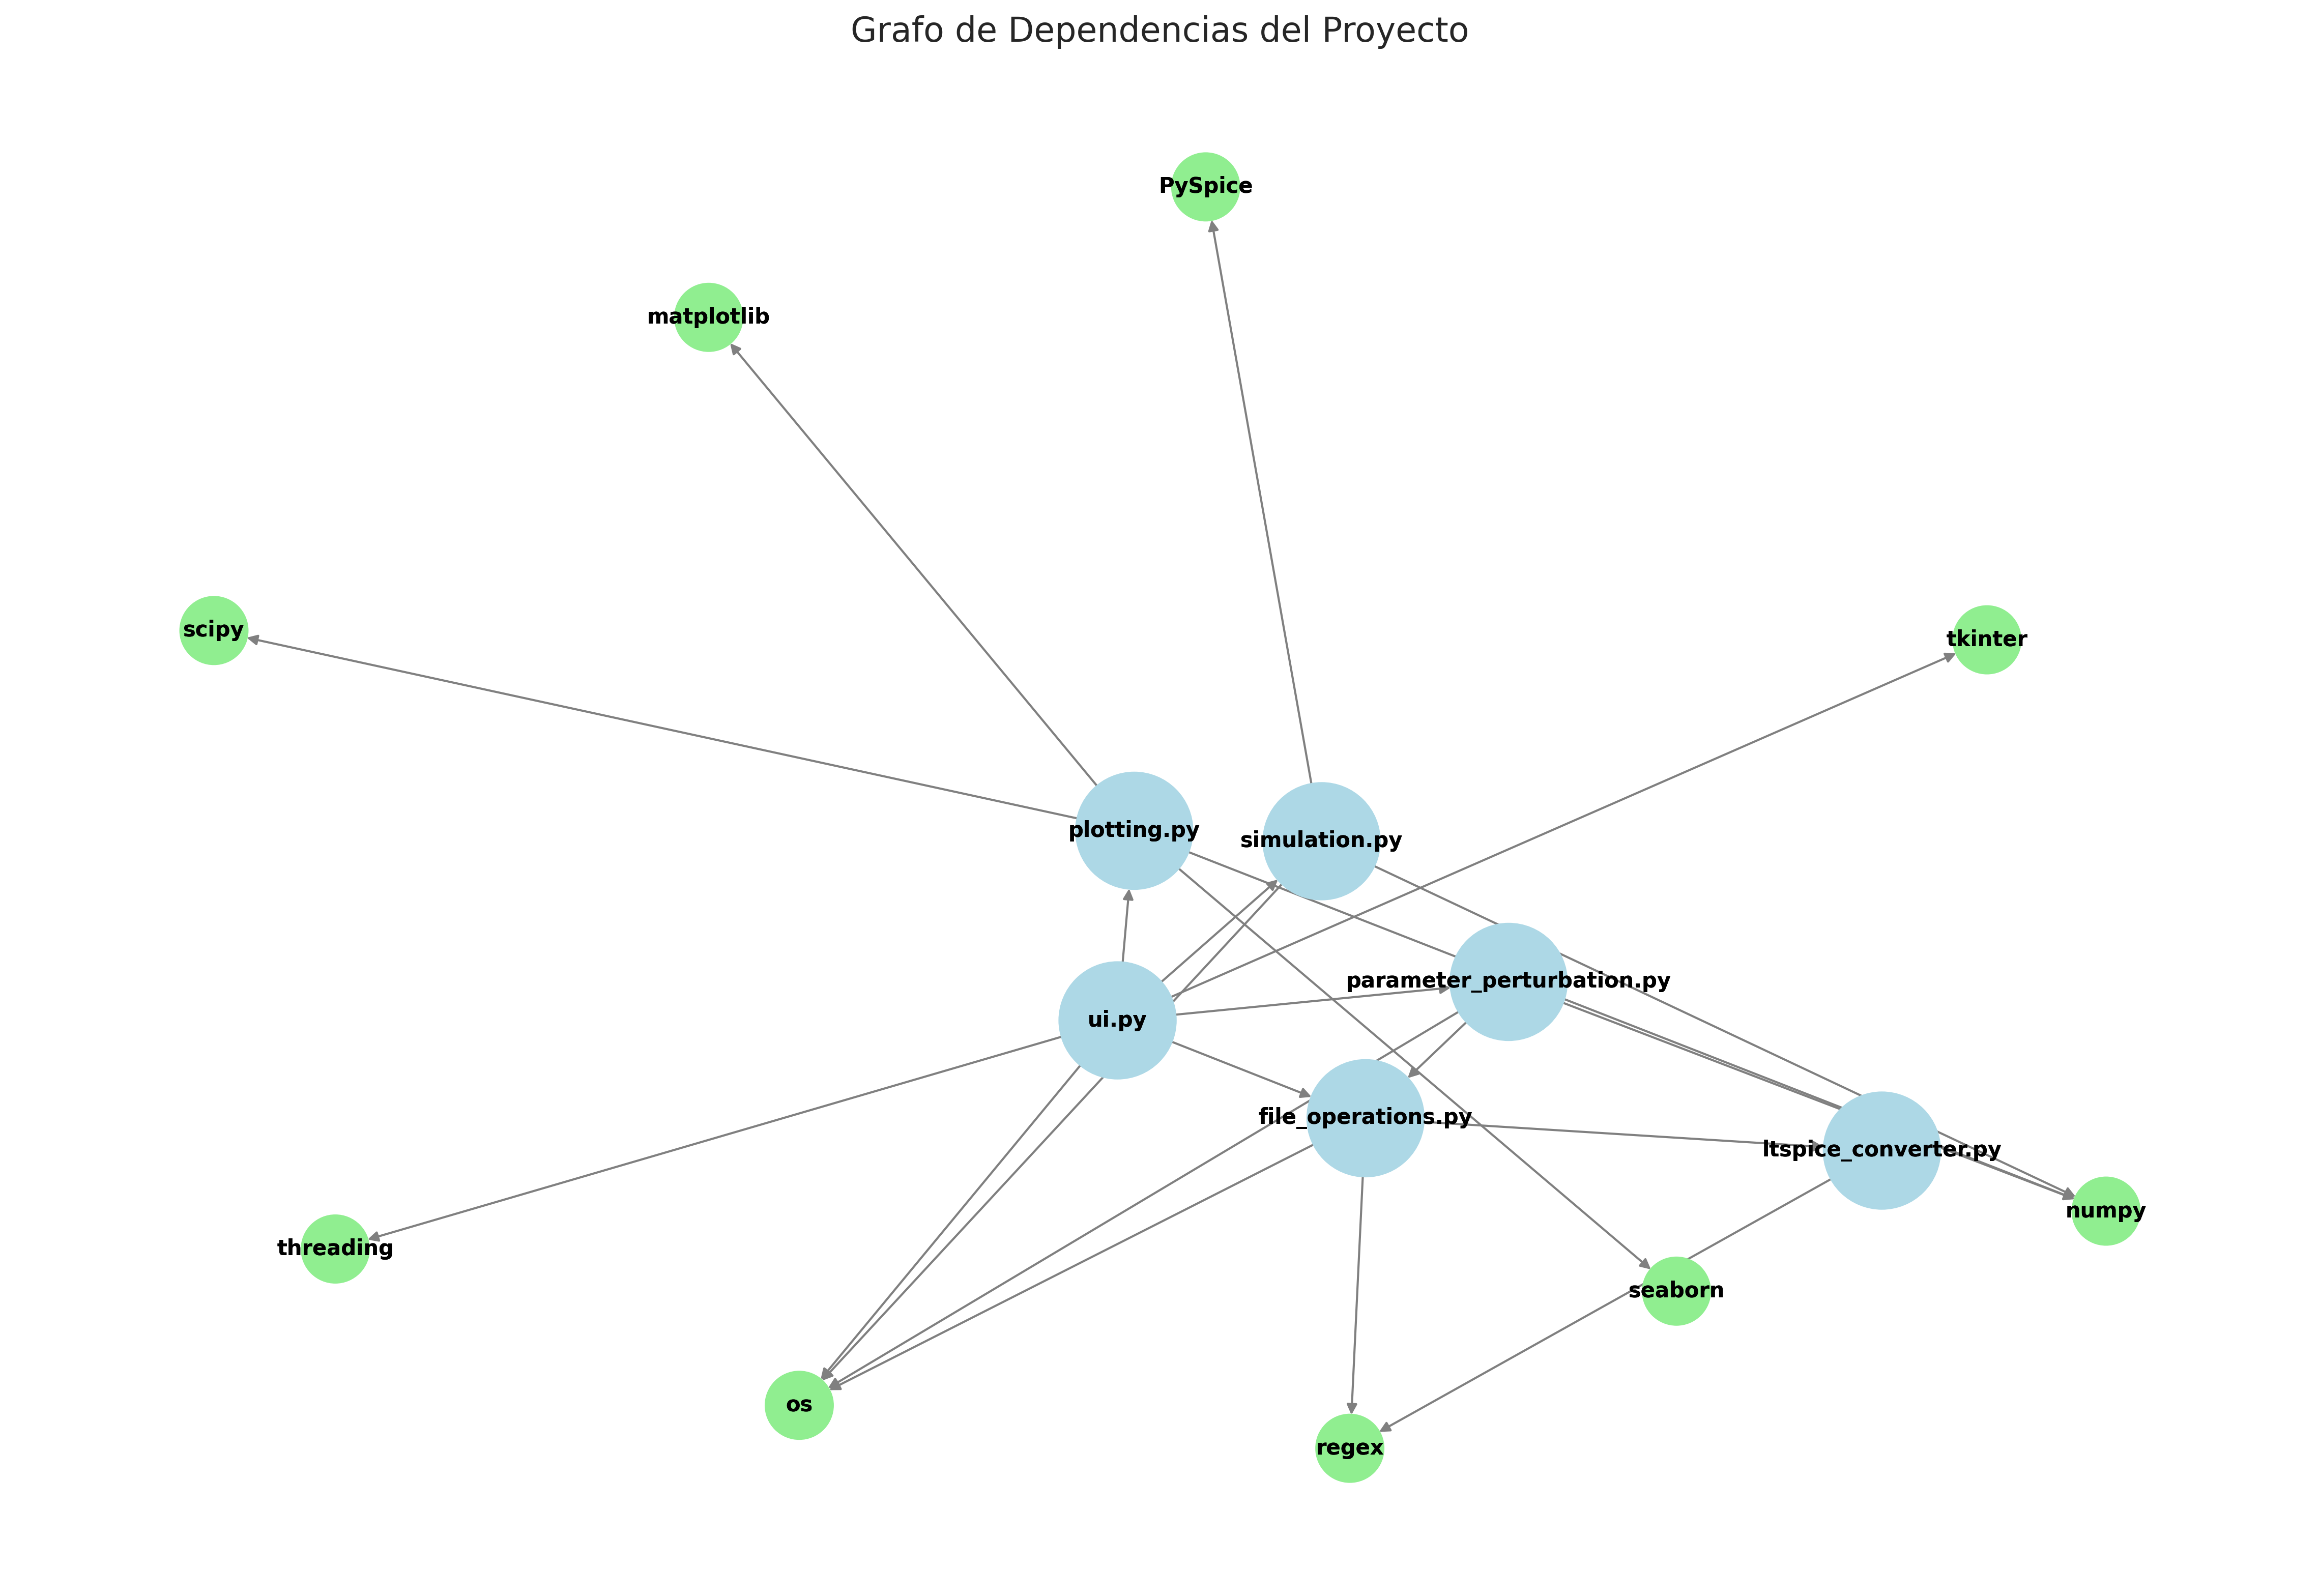 Grafo de Dependencias del Proyecto
PySpice
matplotlib
scipy
tkinter
plotting.py
simulation.py
parameter_perturbation.py
ui.py
file_operations.py
ltspice_converter.py
numpy
threading
seaborn
os
regex